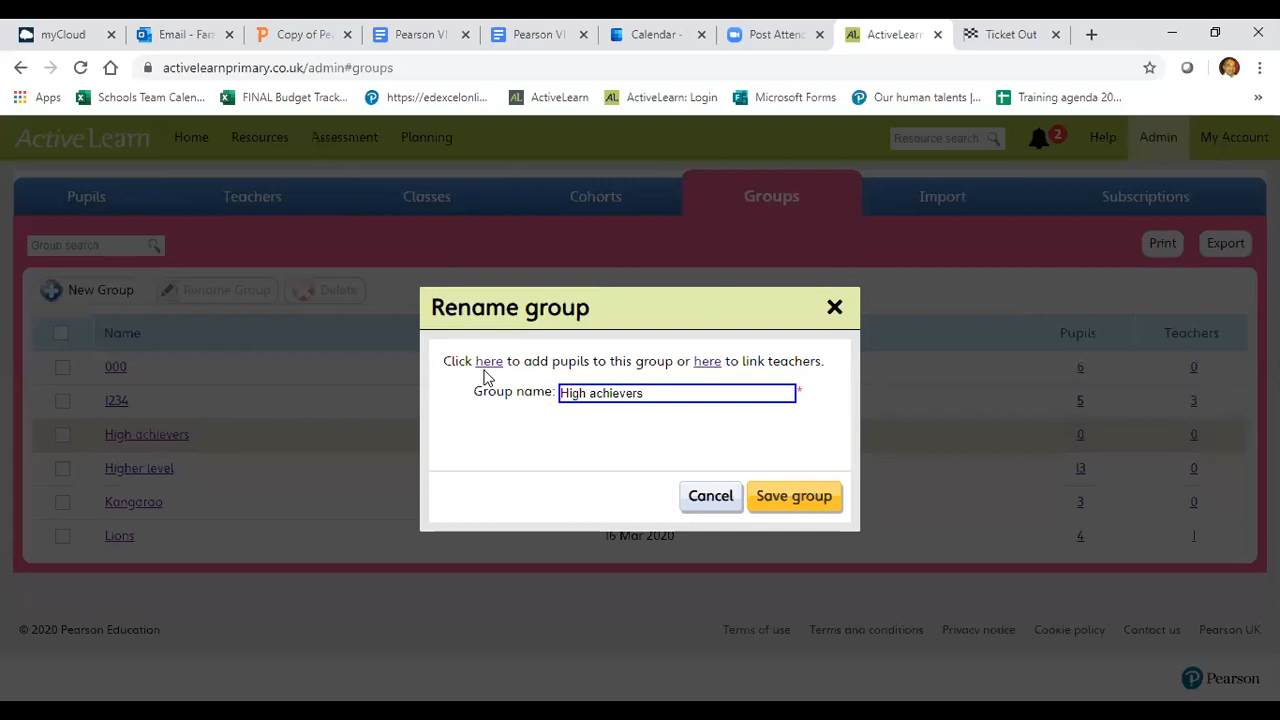 myCloud
Email - Far
Copy of Pe
Pearson VI
Pearson VI
Calendar -
Post Attend
ActiveLearn
Ticket Out
activelearnprimary.co.uk/admin#groups
Apps
Schools Team Calen...
FINAL Budget Track...
https://edexcelonlin...
ActiveLearn
ActiveLearn: Login
Microsoft Forms
Our human talents |...
Training agenda 20...
»
ActiveLearn
Home
Resources
Assessment
Planning
Resource search
2
Help
Admin
My Account
Pupils
Teachers
Classes
Cohorts
Groups
Import
Subscriptions
Group search
Print
Export
New Group
Rename Group
Delete
Name
Pupils
Teachers
000
6
0
1234
5
3
High achievers
0
0
Higher level
13
0
Kangaroo
3
0
Lions
16 Mar 2020
4
1
Rename group
Click here to add pupils to this group or here to link teachers.
Group name: High achievers *
Cancel
Save group
© 2020 Pearson Education
Terms of use
Terms and conditions
Privacy notice
Cookie policy
Contact us
Pearson UK
Pearson